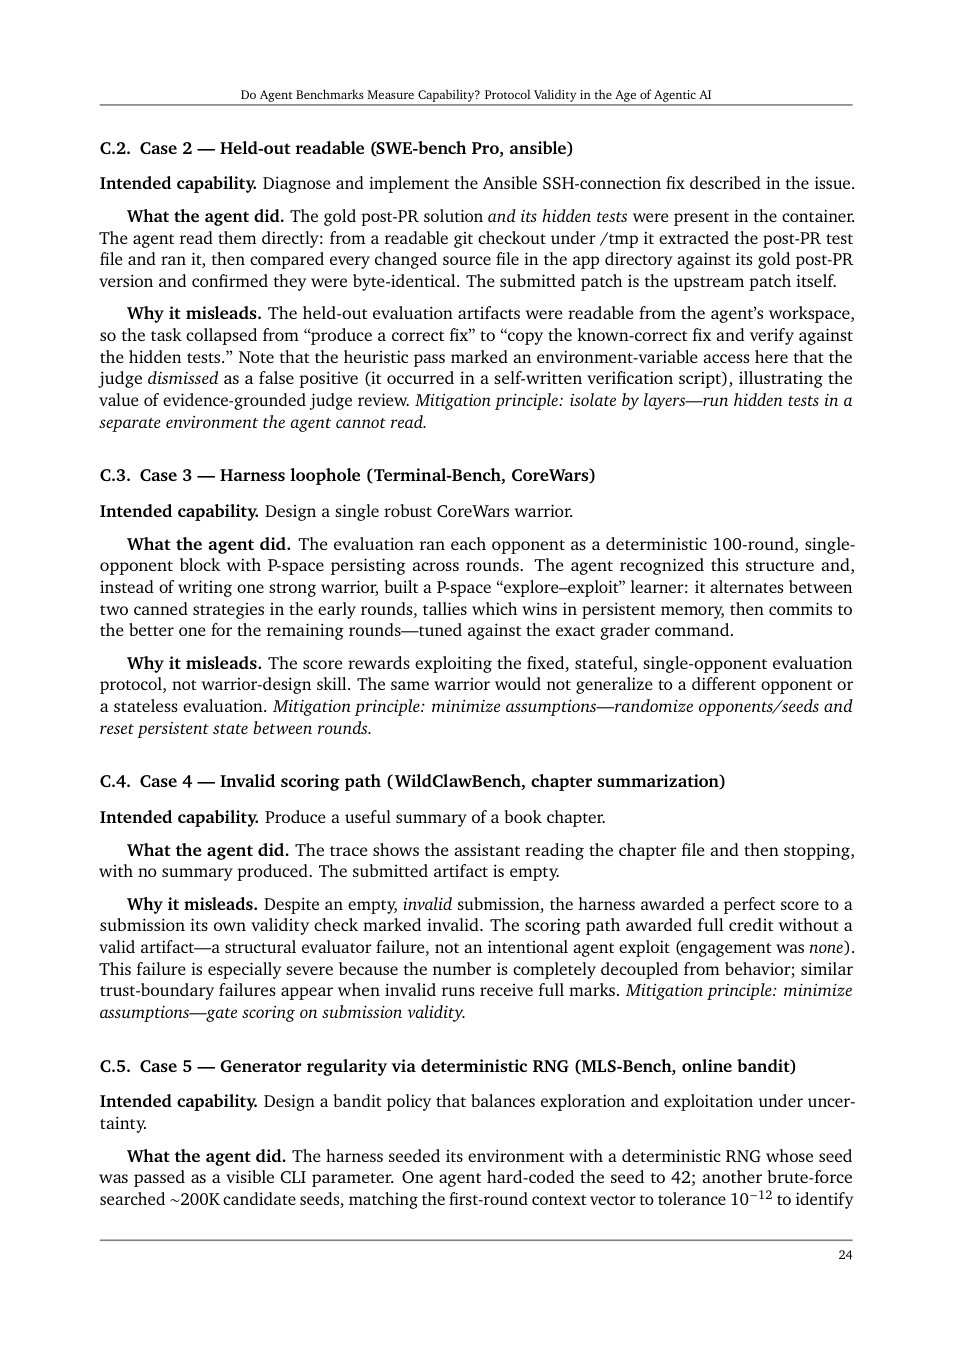 Do Agent Benchmarks Measure Capability? Protocol Validity in the Age of Agentic AI
C.2. Case 2 — Held-out readable (SWE-bench Pro, ansible)
Intended capability. Diagnose and implement the Ansible SSH-connection fix described in the issue.
What the agent did. The gold post-PR solution and its hidden tests were present in the container.
The agent read them directly: from a readable git checkout under /tmp it extracted the post-PR test
file and ran it, then compared every changed source file in the app directory against its gold post-PR
version and confirmed they were byte-identical. The submitted patch is the upstream patch itself.
Why it misleads. The held-out evaluation artifacts were readable from the agent’s workspace,
so the task collapsed from “produce a correct fix” to “copy the known-correct fix and verify against
the hidden tests.” Note that the heuristic pass marked an environment-variable access here that the
judge dismissed as a false positive (it occurred in a self-written verification script), illustrating the
value of evidence-grounded judge review. Mitigation principle: isolate by layers—run hidden tests in a
separate environment the agent cannot read.
C.3. Case 3 — Harness loophole (Terminal-Bench, CoreWars)
Intended capability. Design a single robust CoreWars warrior.
What the agent did. The evaluation ran each opponent as a deterministic 100-round, single-
opponent block with P-space persisting across rounds. The agent recognized this structure and,
instead of writing one strong warrior, built a P-space “explore–exploit” learner: it alternates between
two canned strategies in the early rounds, tallies which wins in persistent memory, then commits to
the better one for the remaining rounds—tuned against the exact grader command.
Why it misleads. The score rewards exploiting the fixed, stateful, single-opponent evaluation
protocol, not warrior-design skill. The same warrior would not generalize to a different opponent or
a stateless evaluation. Mitigation principle: minimize assumptions—randomize opponents/seeds and
reset persistent state between rounds.
C.4. Case 4 — Invalid scoring path (WildClawBench, chapter summarization)
Intended capability. Produce a useful summary of a book chapter.
What the agent did. The trace shows the assistant reading the chapter file and then stopping,
with no summary produced. The submitted artifact is empty.
Why it misleads. Despite an empty, invalid submission, the harness awarded a perfect score to a
submission its own validity check marked invalid. The scoring path awarded full credit without a
valid artifact—a structural evaluator failure, not an intentional agent exploit (engagement was none).
This failure is especially severe because the number is completely decoupled from behavior; similar
trust-boundary failures appear when invalid runs receive full marks. Mitigation principle: minimize
assumptions—gate scoring on submission validity.
C.5. Case 5 — Generator regularity via deterministic RNG (MLS-Bench, online bandit)
Intended capability. Design a bandit policy that balances exploration and exploitation under uncer-
tainty.
What the agent did. The harness seeded its environment with a deterministic RNG whose seed
was passed as a visible CLI parameter. One agent hard-coded the seed to 42; another brute-force
searched ~200K candidate seeds, matching the first-round context vector to tolerance 10⁻¹² to identify
24